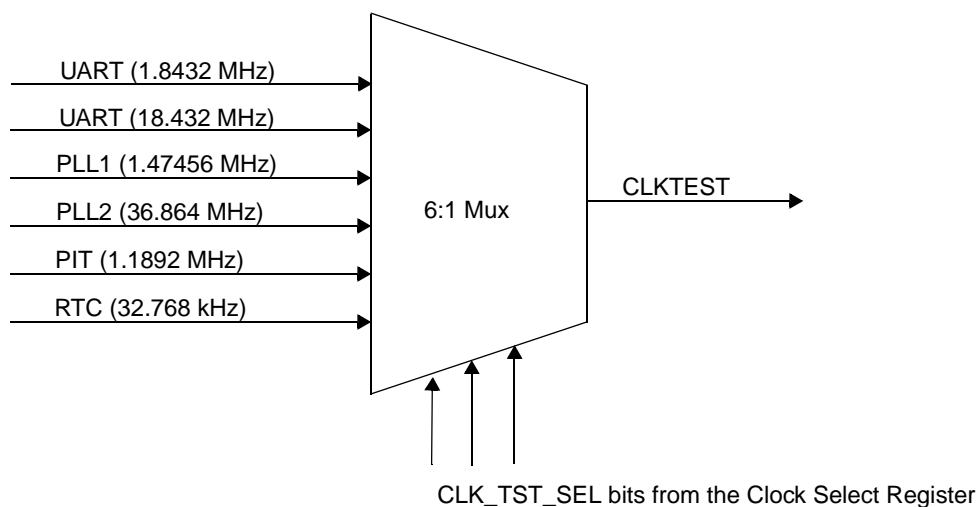 UART (1.8432 MHz)
UART (18.432 MHz)
PLL1 (1.47456 MHz)
PLL2 (36.864 MHz)
PIT (1.1892 MHz)
RTC (32.768 kHz)
6:1 Mux
CLKTEST
CLK_TST_SEL bits from the Clock Select Register